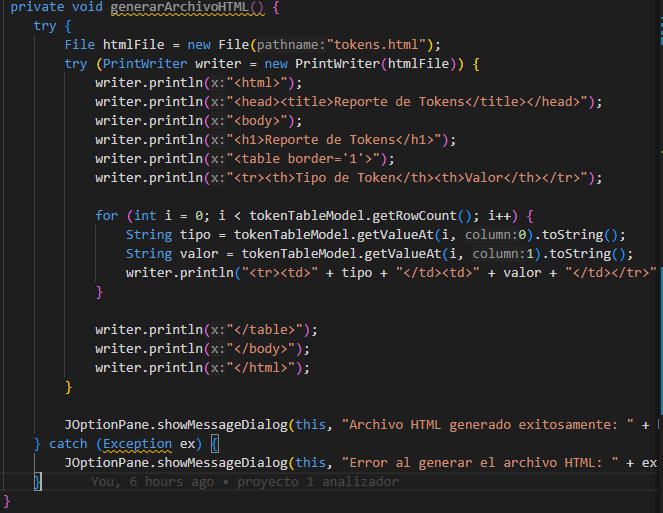 private void generarArchivoHTML() {
try {
File htmlFile = new File(pathname:"tokens.html");
try (PrintWriter writer = new PrintWriter(htmlFile)) {
writer.println(x:"<html>");
writer.println(x:"<head><title>Reporte de Tokens</title></head>");
writer.println(x:"<body>");
writer.println(x:"<h1>Reporte de Tokens</h1>");
writer.println(x:"<table border='1'>");
writer.println(x:"<tr><th>Tipo de Token</th><th>Valor</th></tr>");
for (int i = 0; i < tokenTableModel.getRowCount(); i++) {
String tipo = tokenTableModel.getValueAt(i, column:0).toString();
String valor = tokenTableModel.getValueAt(i, column:1).toString();
writer.println("<tr><td>" + tipo + "</td><td>" + valor + "</td></tr>"
}
writer.println(x:"</table>");
writer.println(x:"</body>");
writer.println(x:"</html>");
}
JOptionPane.showMessageDialog(this, "Archivo HTML generado exitosamente: " +
} catch (Exception ex) {
JOptionPane.showMessageDialog(this, "Error al generar el archivo HTML: " + ex
} You, 6 hours ago • proyecto 1 analizador
}